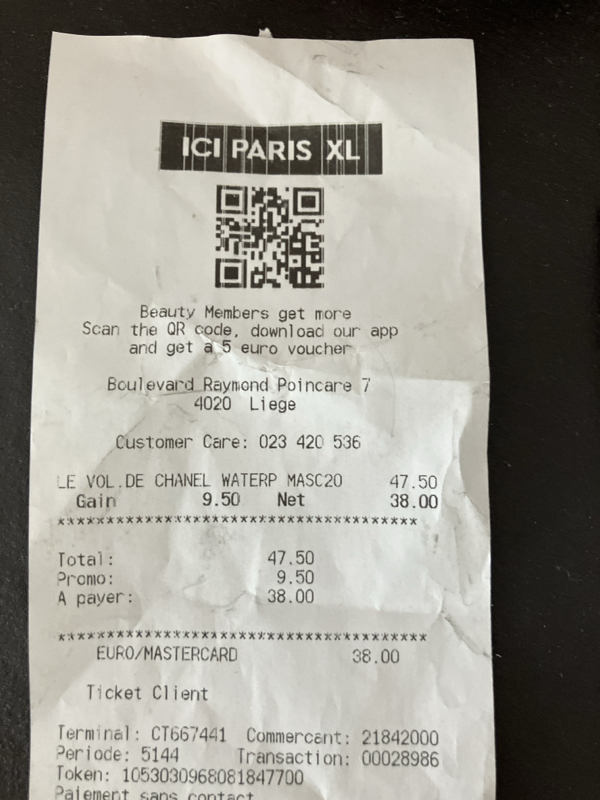 ICI PARIS XL
Beauty Members get more
Scan the QR code, download our app
and get a 5 euro voucher
Boulevard Raymond Poincare 7
4020 Liege
Customer Care: 023 420 536
LE VOL.DE CHANEL WATERP MASC20 47.50
Gain 9.50 Net 38.00
*****************************************
Total: 47.50
Promo: 9.50
A payer: 38.00
*****************************************
EURO/MASTERCARD 38.00
Ticket Client
Terminal: CT667441 Commercant: 21842000
Periode: 5144 Transaction: 00028986
Token: 1053030968081847700
Paiement sans contact